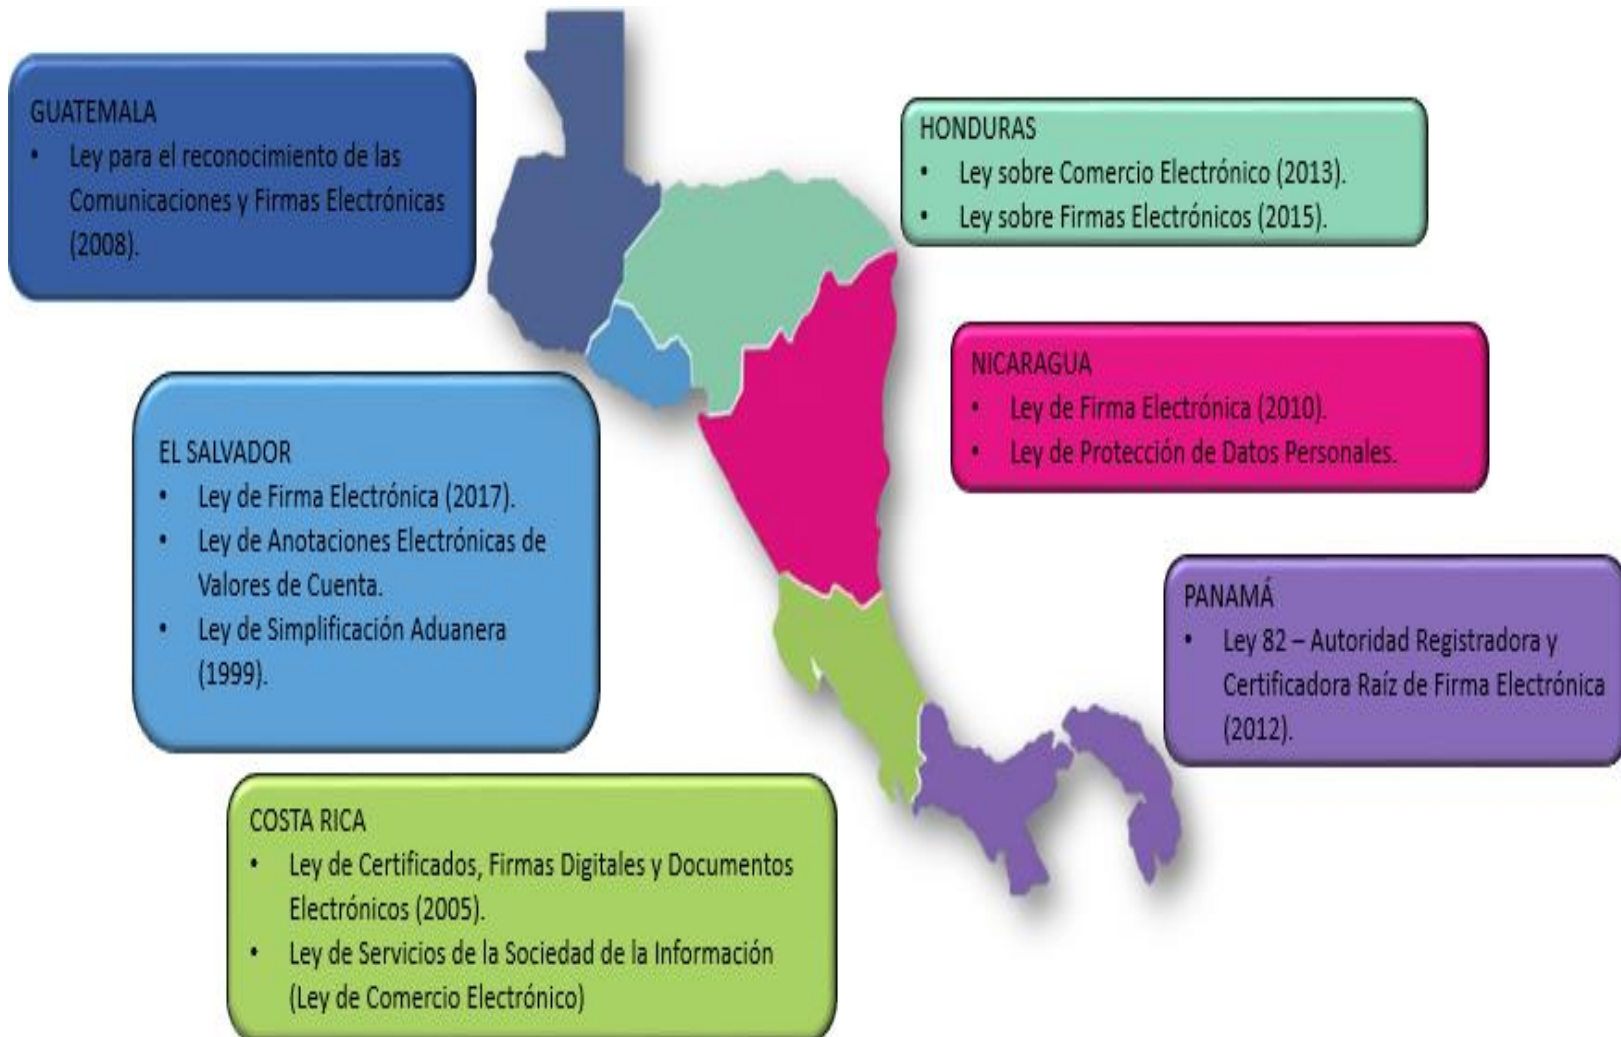 GUATEMALA
• Ley para el reconocimiento de las
Comunicaciones y Firmas Electrónicas
(2008).
HONDURAS
• Ley sobre Comercio Electrónico (2013).
• Ley sobre Firmas Electrónicos (2015).
NICARAGUA
• Ley de Firma Electrónica (2010).
• Ley de Protección de Datos Personales.
EL SALVADOR
• Ley de Firma Electrónica (2017).
• Ley de Anotaciones Electrónicas de
Valores de Cuenta.
• Ley de Simplificación Aduanera
(1999).
PANAMÁ
• Ley 82 – Autoridad Registradora y
Certificadora Raíz de Firma Electrónica
(2012).
COSTA RICA
• Ley de Certificados, Firmas Digitales y Documentos
Electrónicos (2005).
• Ley de Servicios de la Sociedad de la Información
(Ley de Comercio Electrónico)